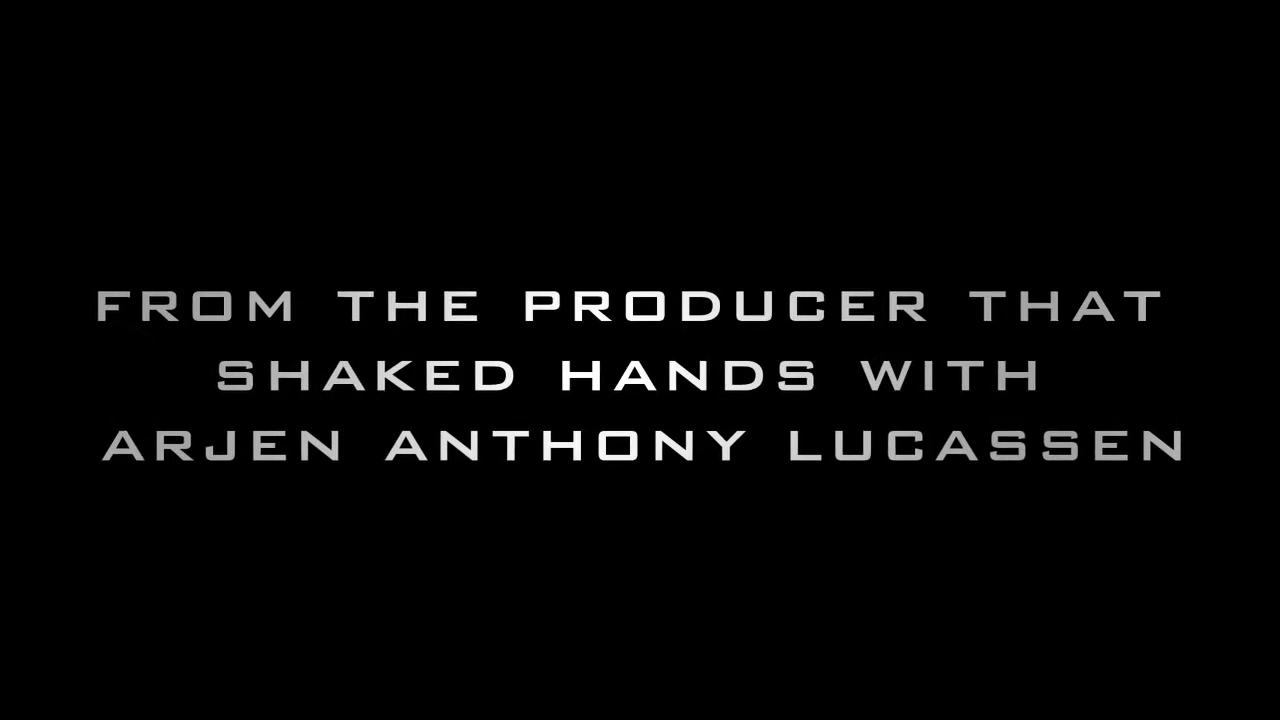 FROM THE PRODUCER THAT
SHAKED HANDS WITH
ARJEN ANTHONY LUCASSEN